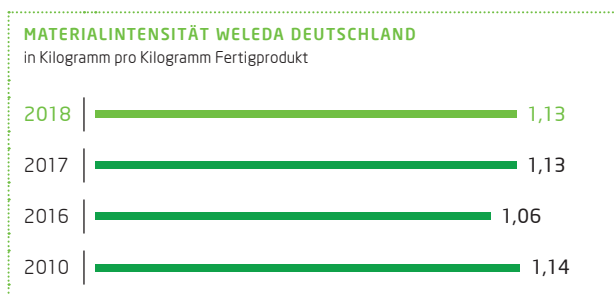 MATERIALINTENSITÄT WELEDA DEUTSCHLAND
in Kilogramm pro Kilogramm Fertigprodukt
2018 1,13
2017 1,13
2016 1,06
2010 1,14